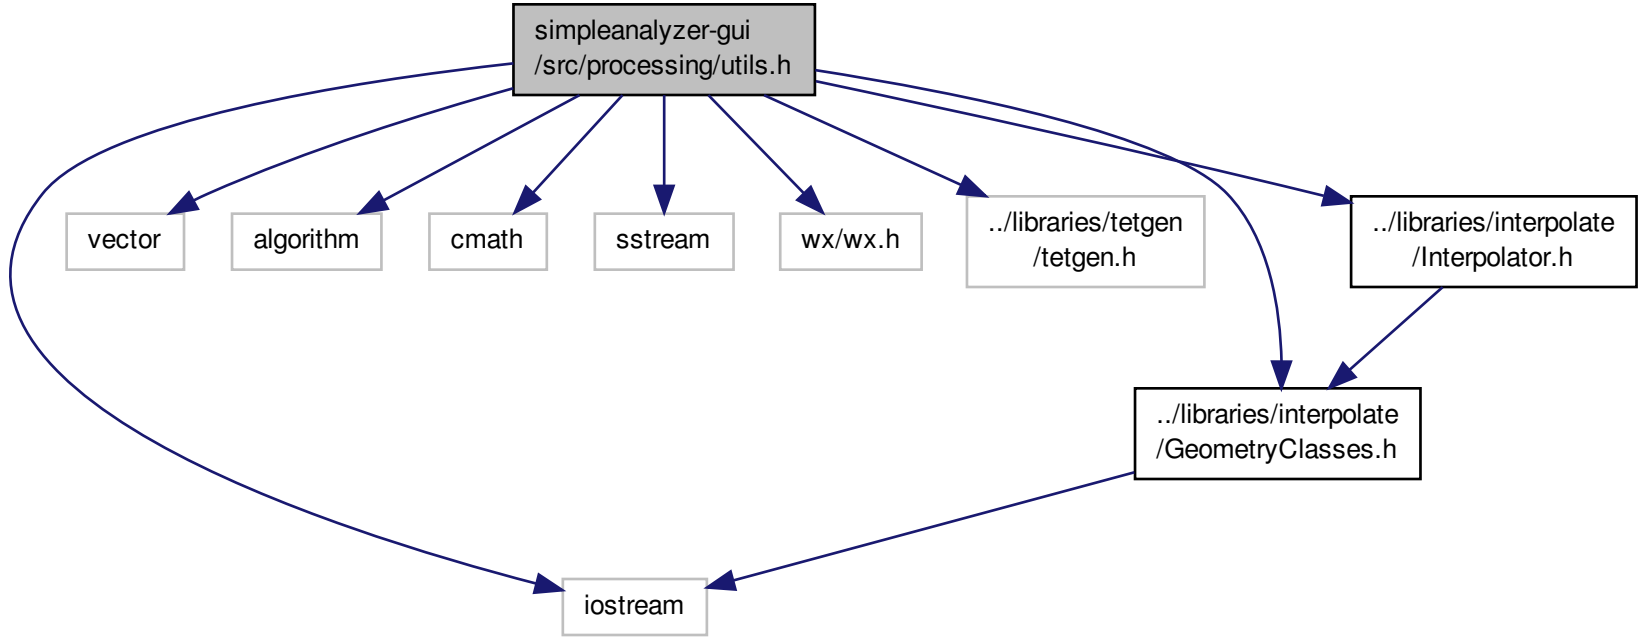 simpleanalyzer-gui
/src/processing/utils.h
vector
algorithm
cmath
sstream
wx/wx.h
../libraries/tetgen
/tetgen.h
../libraries/interpolate
/Interpolator.h
../libraries/interpolate
/GeometryClasses.h
iostream